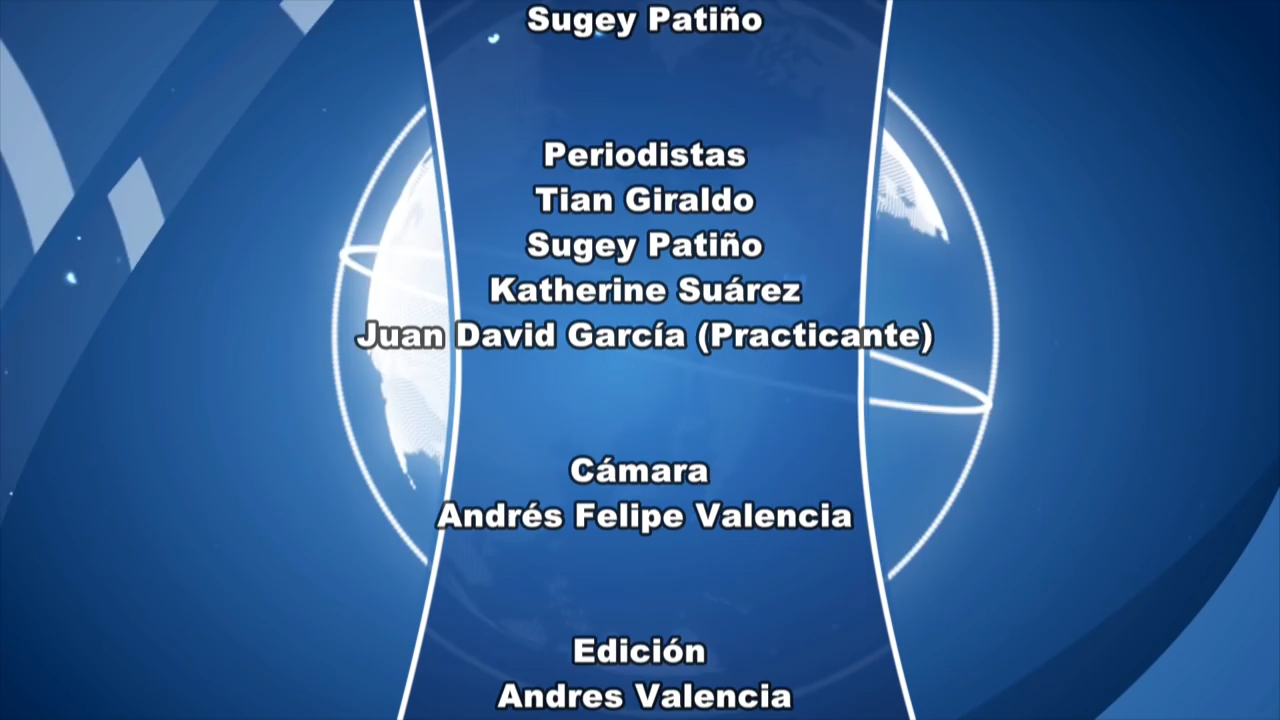 Sugey Patiño
Periodistas
Tian Giraldo
Sugey Patiño
Katherine Suárez
Juan David García (Practicante)
Cámara
Andrés Felipe Valencia
Edición
Andres Valencia